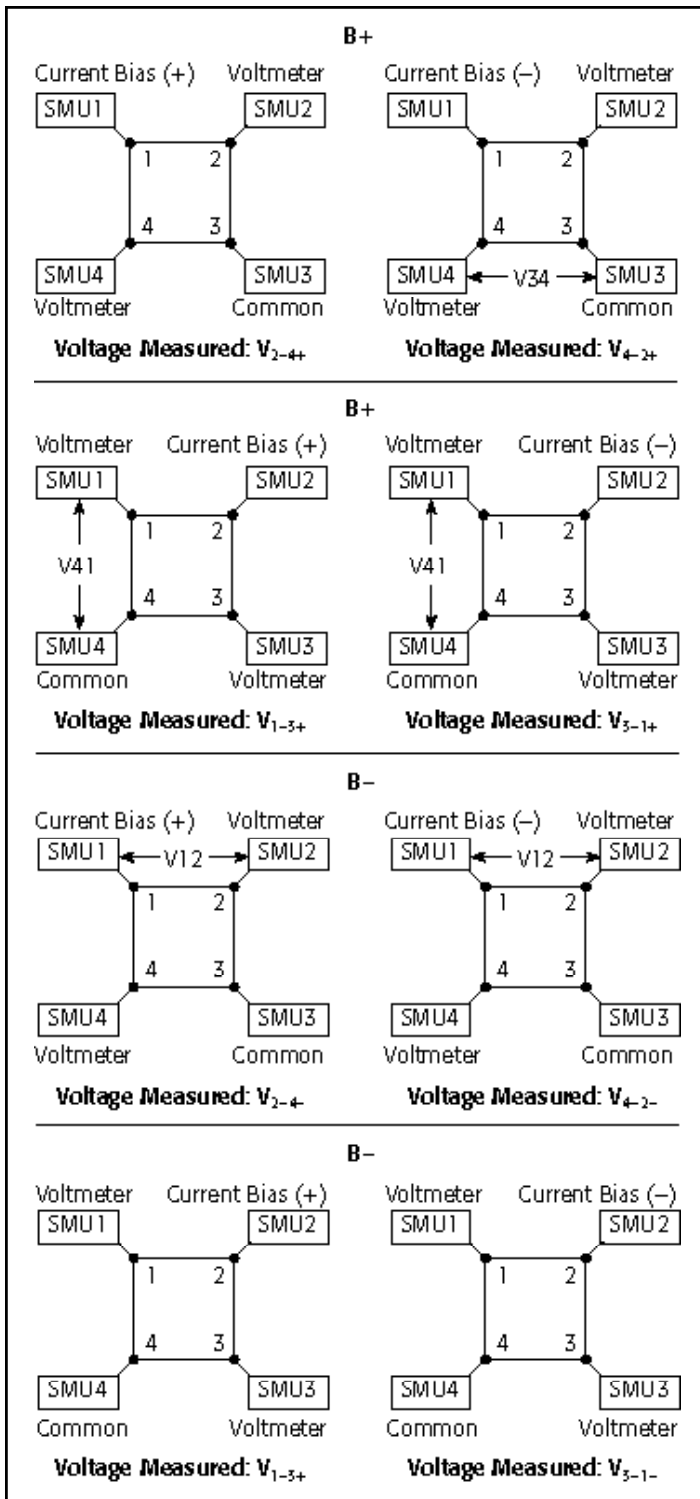 B+
Current Bias (+) Voltmeter Current Bias (–) Voltmeter
SMU1 SMU2 SMU1 SMU2
1 2 1 2
4 3 4 3
SMU4 SMU3 SMU4 V34 SMU3
Voltmeter Common Voltmeter Common
Voltage Measured: V2–4+ Voltage Measured: V4–2+
B+
Voltmeter Current Bias (+) Voltmeter Current Bias (–)
SMU1 SMU2 SMU1 SMU2
1 2 1 2
V41 V41
4 3 4 3
SMU4 SMU3 SMU4 SMU3
Common Voltmeter Common Voltmeter
Voltage Measured: V1–3+ Voltage Measured: V3–1+
B–
Current Bias (+) Voltmeter Current Bias (–) Voltmeter
SMU1 V12 SMU2 SMU1 V12 SMU2
1 2 1 2
4 3 4 3
SMU4 SMU3 SMU4 SMU3
Voltmeter Common Voltmeter Common
Voltage Measured: V2–4– Voltage Measured: V4–2–
B–
Voltmeter Current Bias (+) Voltmeter Current Bias (–)
SMU1 SMU2 SMU1 SMU2
1 2 1 2
4 3 4 3
SMU4 SMU3 SMU4 SMU3
Common Voltmeter Common Voltmeter
Voltage Measured: V1–3+ Voltage Measured: V3–1–